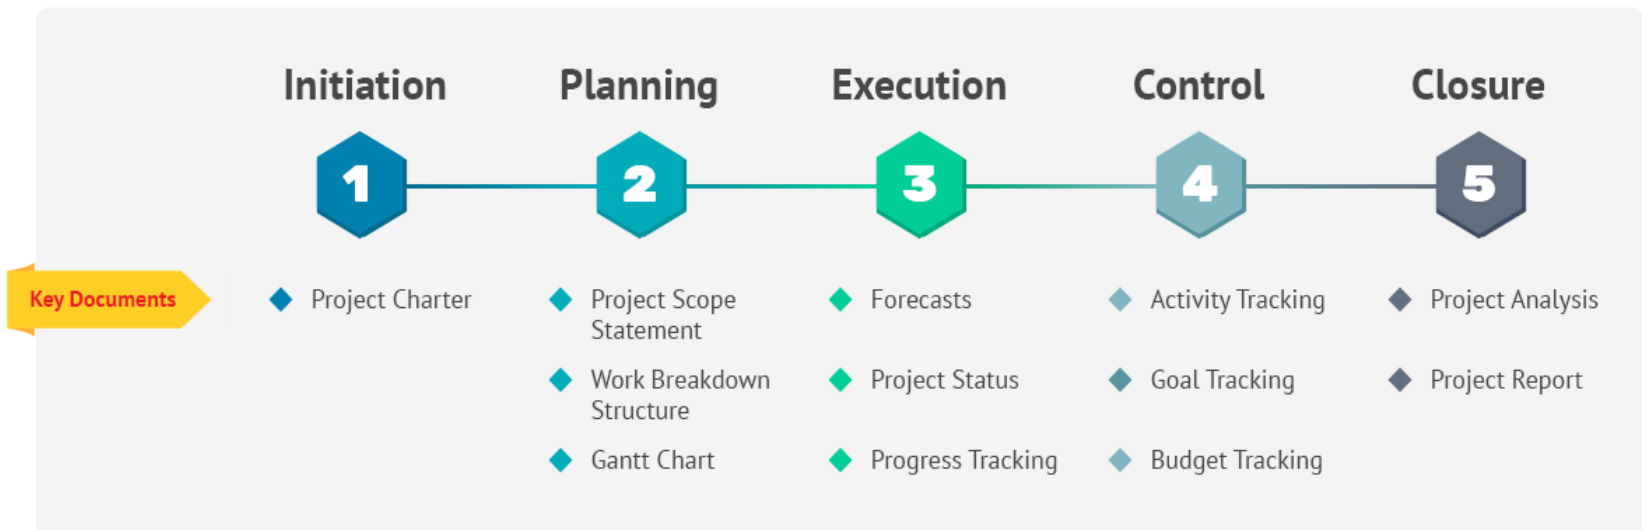 Initiation
Planning
Execution
Control
Closure
1
2
3
4
5
Key Documents
Project Charter
Project Scope
Statement
Work Breakdown
Structure
Gantt Chart
Forecasts
Project Status
Progress Tracking
Activity Tracking
Goal Tracking
Budget Tracking
Project Analysis
Project Report